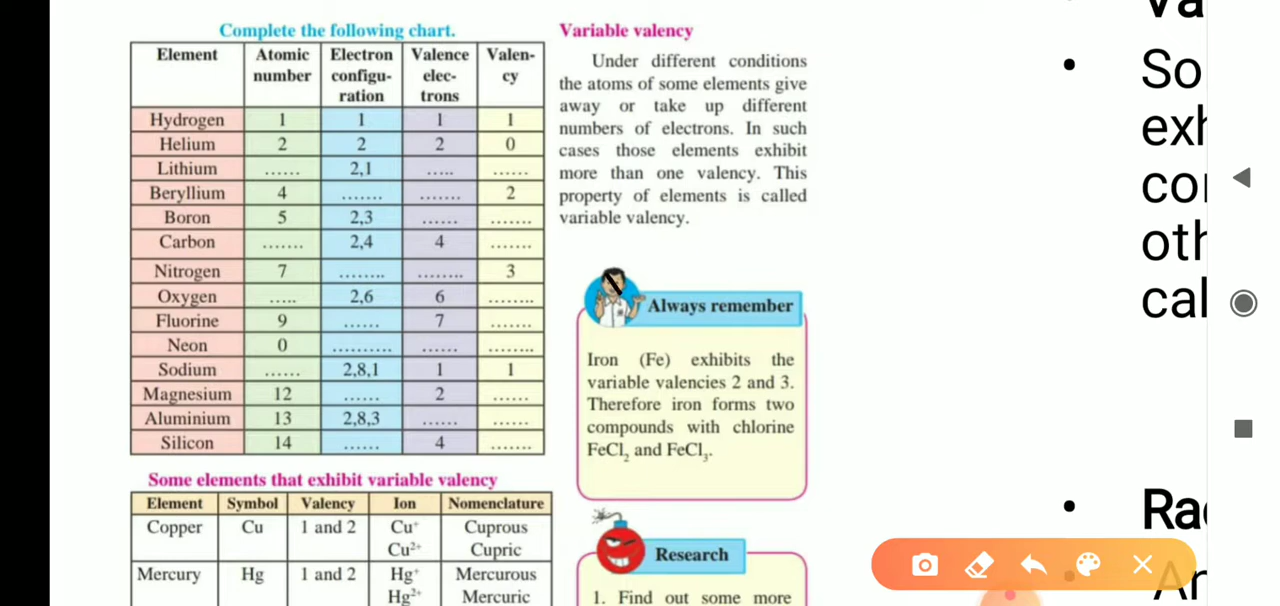 Complete the following chart.
Element Atomic number Electron configu-ration Valence elec-trons Valen-cy
Hydrogen 1 1 1 1
Helium 2 2 2 0
Lithium ...... 2,1 ..... ......
Beryllium 4 ....... ....... 2
Boron 5 2,3 ...... .......
Carbon ....... 2,4 4 .......
Nitrogen 7 ........ ........ 3
Oxygen ..... 2,6 6 ........
Fluorine 9 ...... 7 .......
Neon 0 .......... ...... ........
Sodium ...... 2,8,1 1 1
Magnesium 12 ...... 2 ......
Aluminium 13 2,8,3 ...... ......
Silicon 14 ...... 4 .......
Some elements that exhibit variable valency
Element Symbol Valency Ion Nomenclature
Copper Cu 1 and 2 Cu⁺ Cuprous
Cu²⁺ Cupric
Mercury Hg 1 and 2 Hg⁺ Mercurous
Hg²⁺ Mercuric
Variable valency
Under different conditions
the atoms of some elements give
away or take up different
numbers of electrons. In such
cases those elements exhibit
more than one valency. This
property of elements is called
variable valency.
Always remember
Iron (Fe) exhibits the
variable valencies 2 and 3.
Therefore iron forms two
compounds with chlorine
FeCl₂ and FeCl₃.
Research
1. Find out some more
• So